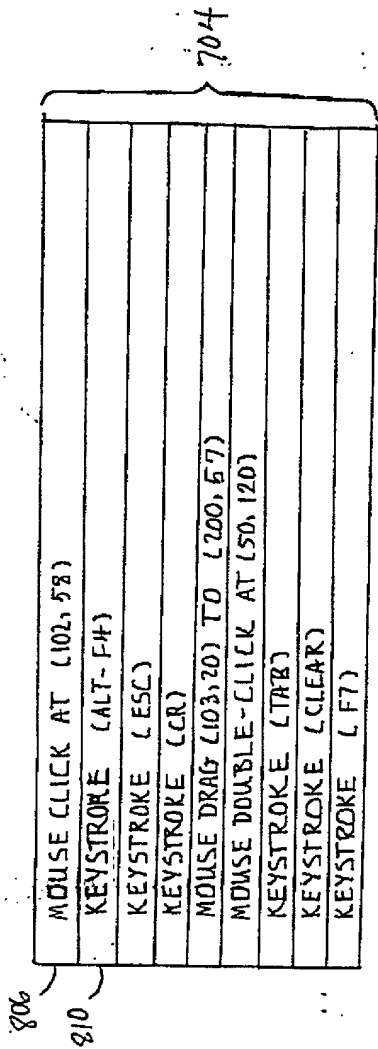 806
810
704
MOUSE CLICK AT (102, 58)
KEYSTROKE (ALT-F4)
KEYSTROKE (ESC)
KEYSTROKE (CR)
MOUSE DRAG (103, 20) TO (200, 57)
MOUSE DOUBLE-CLICK AT (50, 120)
KEYSTROKE (TAB)
KEYSTROKE (CLEAR)
KEYSTROKE (F7)